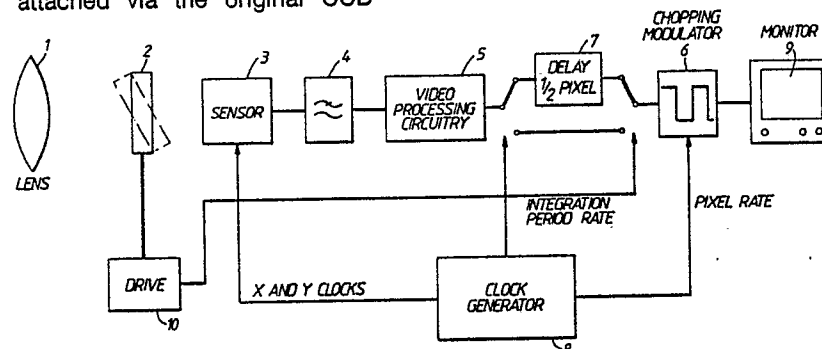 attached via the original CCD
1
LENS
2
3
SENSOR
4
5
VIDEO
PROCESSING
CIRCUITRY
7
DELAY
1/2 PIXEL
CHOPPING
MODULATOR
6
MONITOR
9
INTEGRATION
PERIOD RATE
PIXEL RATE
DRIVE
10
X AND Y CLOCKS
CLOCK
GENERATOR